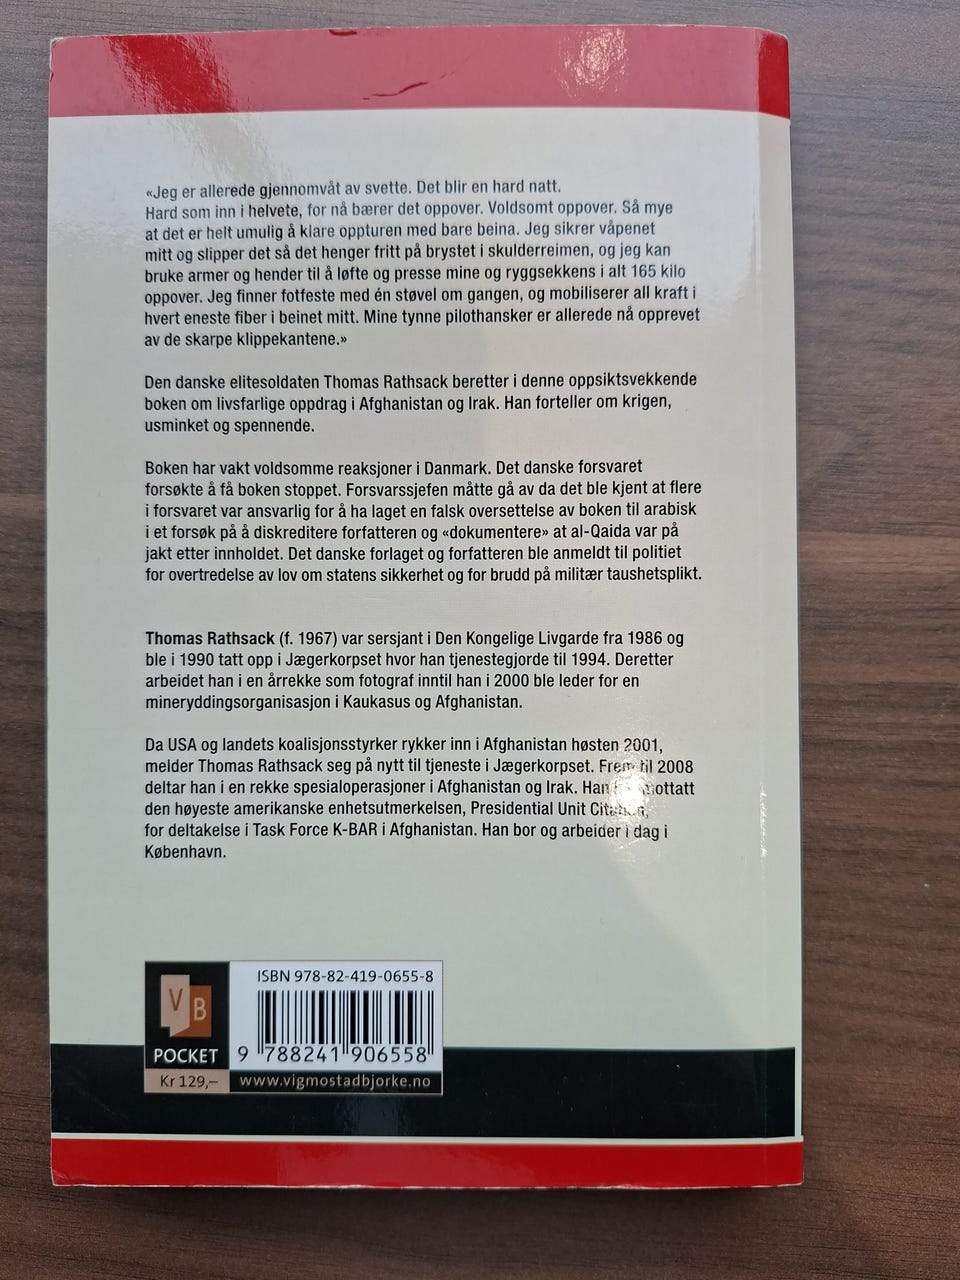 «Jeg er allerede gjennomvåt av svette. Det blir en hard natt.
Hard som inn i helvete, for nå bærer det oppover. Voldsomt oppover. Så mye
at det er helt umulig å klare oppturen med bare beina. Jeg sikrer våpenet
mitt og slipper det så det henger fritt på brystet i skulderreimen, og jeg kan
bruke armer og hender til å løfte og presse mine og ryggsekkens i alt 165 kilo
oppover. Jeg finner fotfeste med én støvel om gangen, og mobiliserer all kraft i
hvert eneste fiber i beinet mitt. Mine tynne pilothansker er allerede nå opprevet
av de skarpe klippekantene.»
Den danske elitesoldaten Thomas Rathsack beretter i denne oppsiktsvekkende
boken om livsfarlige oppdrag i Afghanistan og Irak. Han forteller om krigen,
usminket og spennende.
Boken har vakt voldsomme reaksjoner i Danmark. Det danske forsvaret
forsøkte å få boken stoppet. Forsvarssjefen måtte gå av da det ble kjent at flere
i forsvaret var ansvarlig for å ha laget en falsk oversettelse av boken til arabisk
i et forsøk på å diskreditere forfatteren og «dokumentere» at al-Qaida var på
jakt etter innholdet. Det danske forlaget og forfatteren ble anmeldt til politiet
for overtredelse av lov om statens sikkerhet og for brudd på militær taushetsplikt.
Thomas Rathsack (f. 1967) var sersjant i Den Kongelige Livgarde fra 1986 og
ble i 1990 tatt opp i Jægerkorpset hvor han tjenestegjorde til 1994. Deretter
arbeidet han i en årrekke som fotograf inntil han i 2000 ble leder for en
mineryddingsorganisasjon i Kaukasus og Afghanistan.
Da USA og landets koalisjonsstyrker rykker inn i Afghanistan høsten 2001,
melder Thomas Rathsack seg på nytt til tjeneste i Jægerkorpset. Frem til 2008
deltar han i en rekke spesialoperasjoner i Afghanistan og Irak. Han
den høyeste amerikanske enhetsutmerkelsen, Presidential Unit Citation,
for deltakelse i Task Force K-BAR i Afghanistan. Han bor og arbeider i dag i
København.
ISBN 978-82-419-0655-8
VB
POCKET
9 788241 906558
Kr 129,–
www.vigmostadbjorke.no